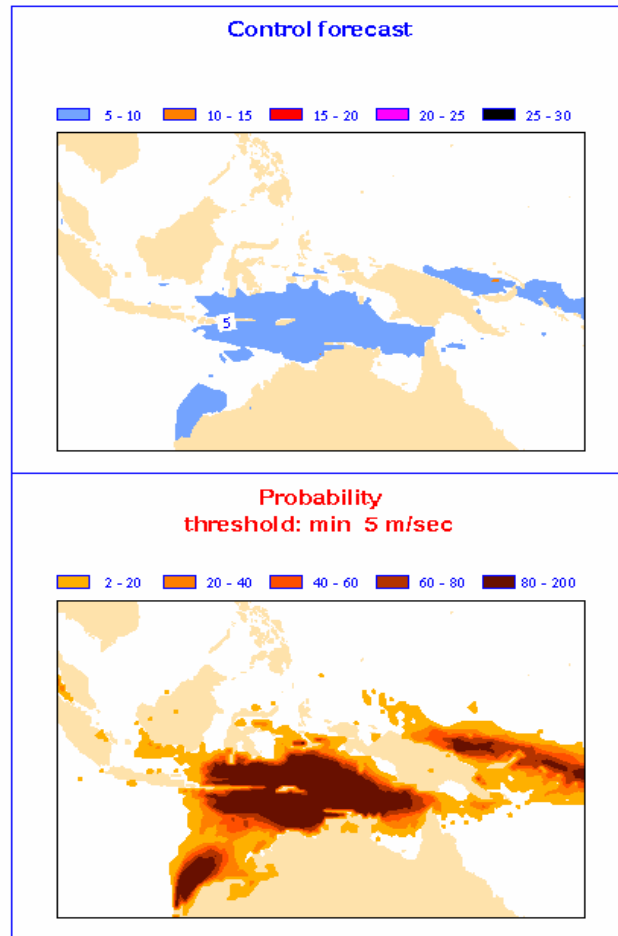 Control forecast
5 - 10 10 - 15 15 - 20 20 - 25 25 - 30
5
Probability
threshold: min 5 m/sec
2 - 20 20 - 40 40 - 60 60 - 80 80 - 200